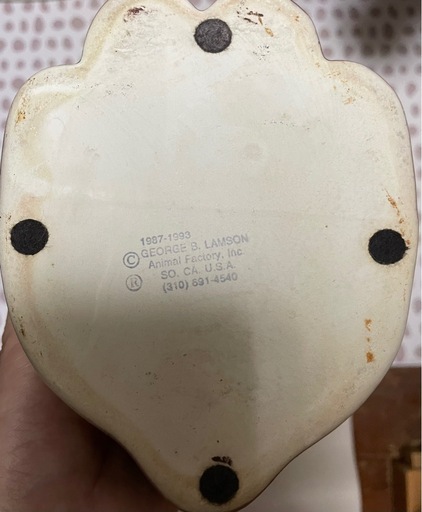 1987-1993
© GEORGE B. LAMSON
Animal Factory, Inc
SO. CA. U.S.A.
® (310) 691-4540